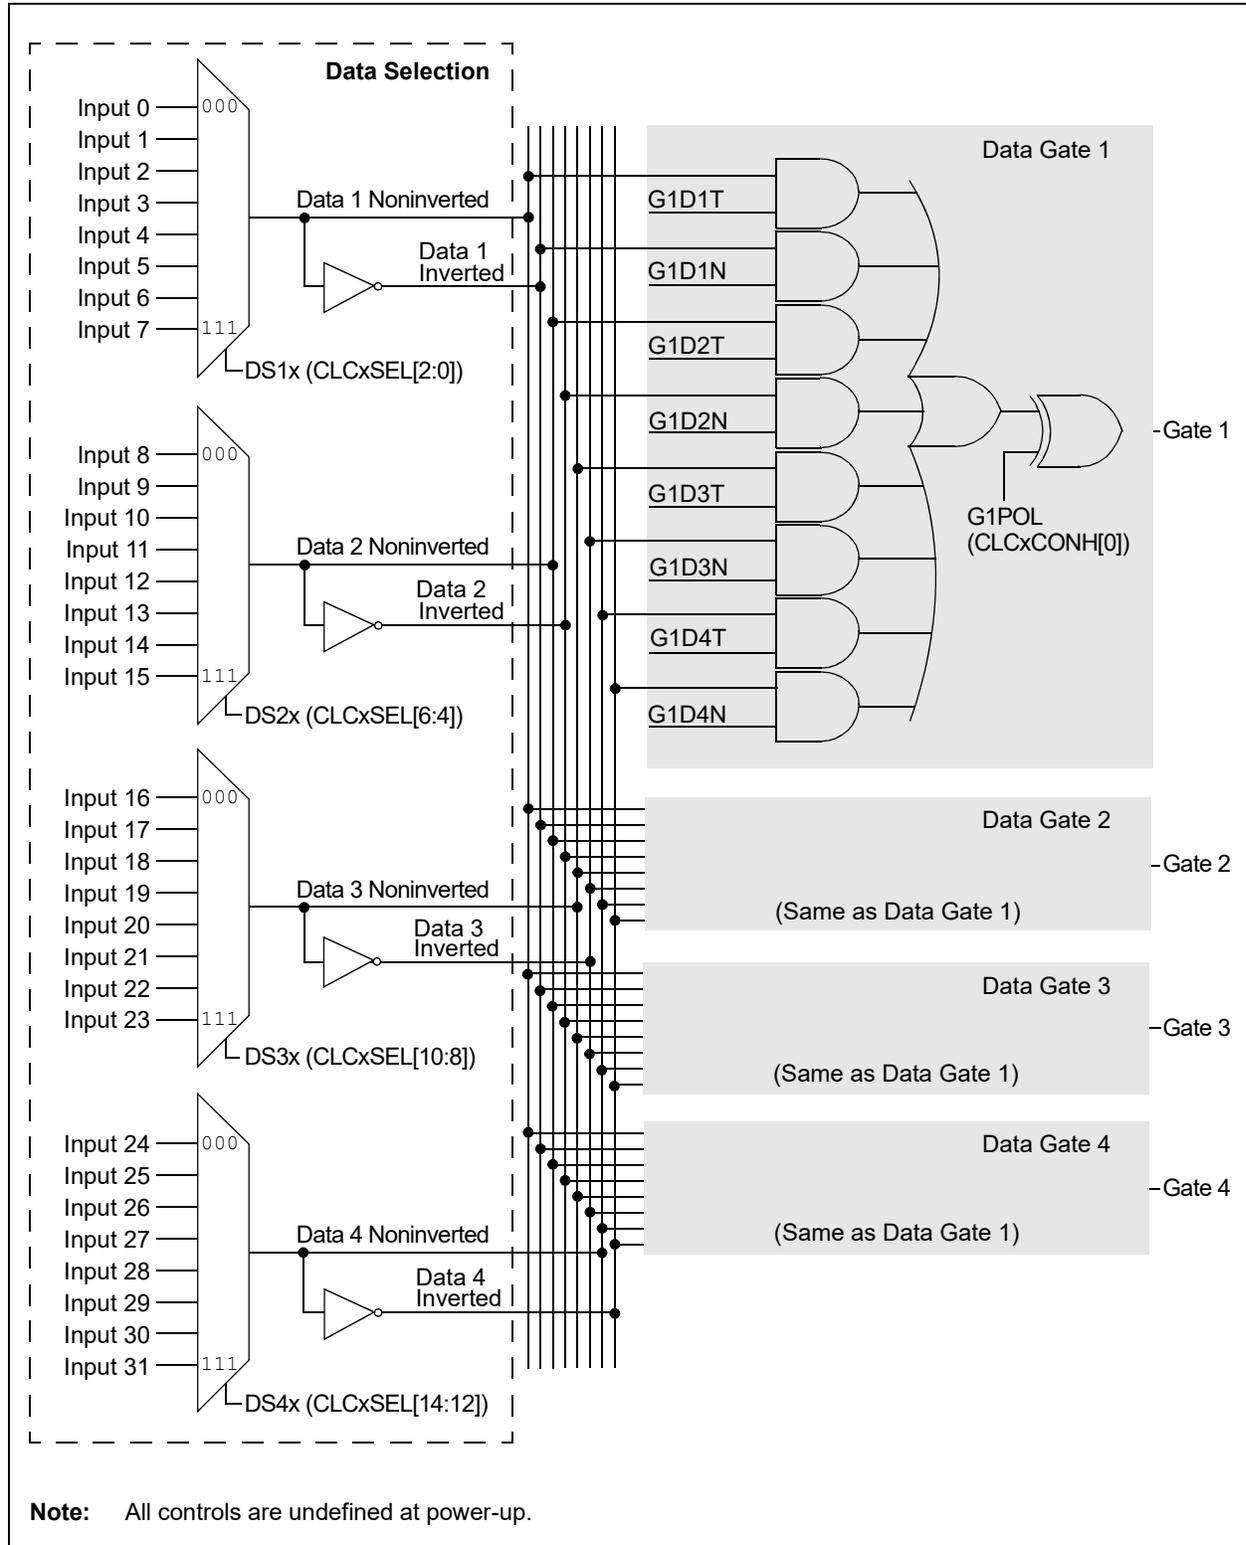 Data Selection
Input 0
000
Input 1
Input 2
Input 3
Input 4
Input 5
Input 6
Input 7
111
Data 1 Noninverted
Data 1
Inverted
DS1x (CLCxSEL[2:0])
Input 8
000
Input 9
Input 10
Input 11
Input 12
Input 13
Input 14
Input 15
111
Data 2 Noninverted
Data 2
Inverted
DS2x (CLCxSEL[6:4])
Input 16
000
Input 17
Input 18
Input 19
Input 20
Input 21
Input 22
Input 23
111
Data 3 Noninverted
Data 3
Inverted
DS3x (CLCxSEL[10:8])
Input 24
000
Input 25
Input 26
Input 27
Input 28
Input 29
Input 30
Input 31
111
Data 4 Noninverted
Data 4
Inverted
DS4x (CLCxSEL[14:12])
Data Gate 1
G1D1T
G1D1N
G1D2T
G1D2N
G1D3T
G1D3N
G1D4T
G1D4N
G1POL
(CLCxCONH[0])
Gate 1
Data Gate 2
(Same as Data Gate 1)
Gate 2
Data Gate 3
(Same as Data Gate 1)
Gate 3
Data Gate 4
(Same as Data Gate 1)
Gate 4
Note: All controls are undefined at power-up.